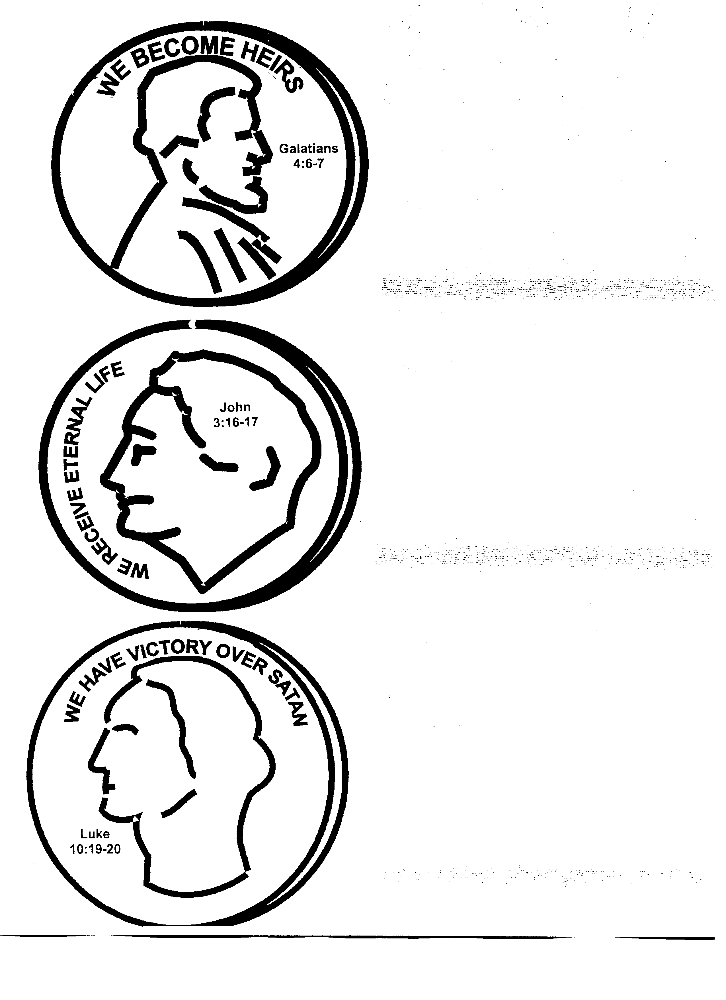 WE BECOME HEIRS
Galatians
4:6-7
WE RECEIVE ETERNAL LIFE
John
3:16-17
WE HAVE VICTORY OVER SATAN
Luke
10:19-20